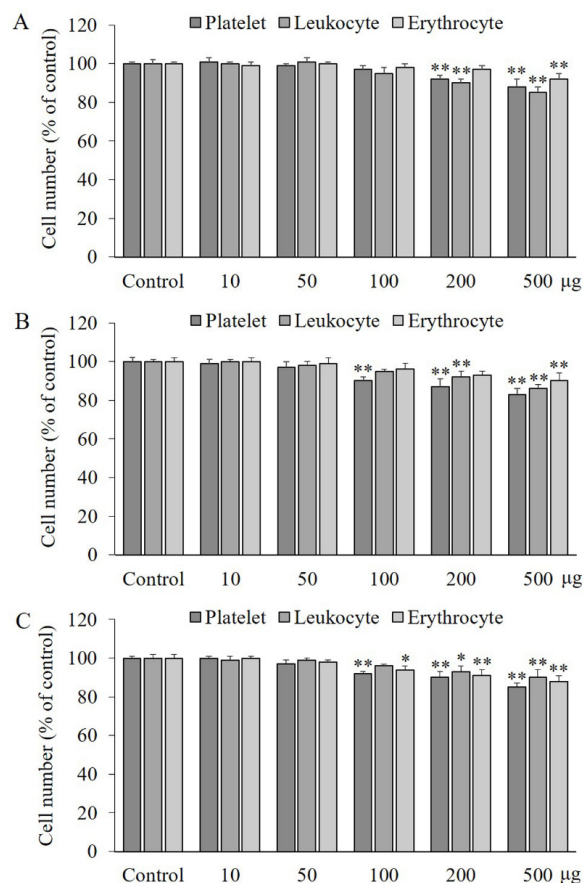 A
Platelet Leukocyte Erythrocyte
Cell number (% of control)
120
100
80
60
40
20
0
** ** ** ** **
Control 10 50 100 200 500 µg
B
Platelet Leukocyte Erythrocyte
Cell number (% of control)
120
100
80
60
40
20
0
** ** ** ** ** **
Control 10 50 100 200 500 µg
C
Platelet Leukocyte Erythrocyte
Cell number (% of control)
120
100
80
60
40
20
0
** * ** * ** ** ** **
Control 10 50 100 200 500 µg